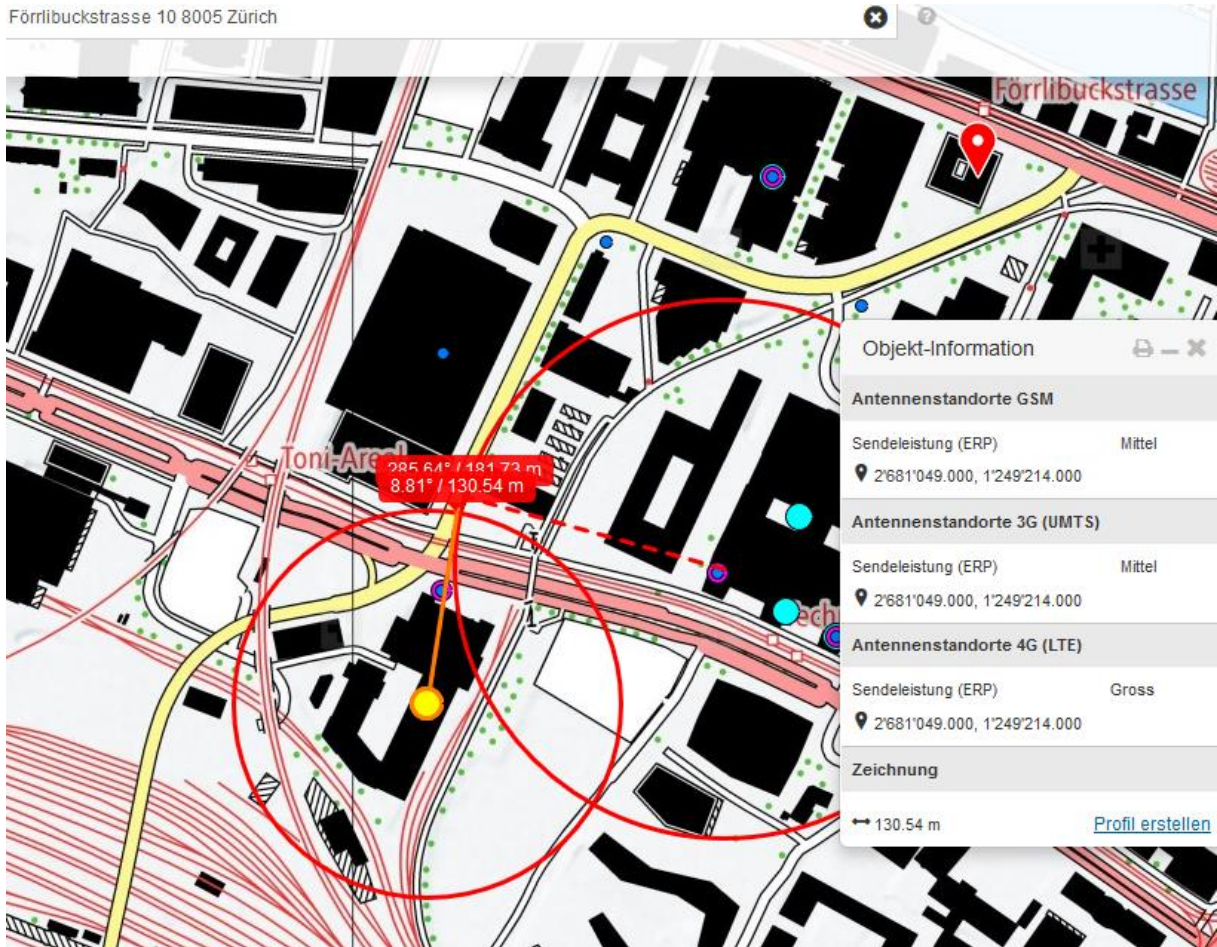 Förrlibuckstrasse 10 8005 Zürich
Förrlibuckstrasse
Toni-Areal
285.64° / 181.73 m
8.81° / 130.54 m
Objekt-Information
Antennenstandorte GSM
Sendeleistung (ERP) Mittel
2'681'049.000, 1'249'214.000
Antennenstandorte 3G (UMTS)
Sendeleistung (ERP) Mittel
2'681'049.000, 1'249'214.000
Antennenstandorte 4G (LTE)
Sendeleistung (ERP) Gross
2'681'049.000, 1'249'214.000
Zeichnung
130.54 m Profil erstellen